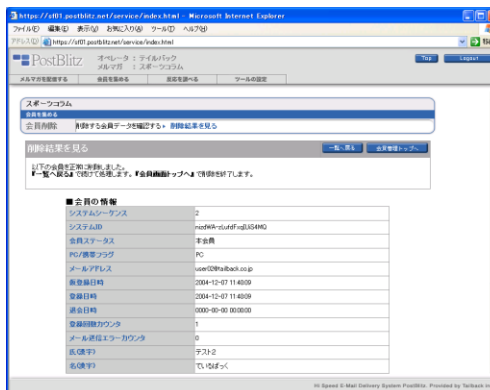 https://sf01.postblitz.net/service/index.html - Microsoft Internet Explorer
ファイル(F) 編集(E) 表示(V) お気に入り(A) ツール(T) ヘルプ(H)
アドレス(D) https://sf01.postblitz.net/service/index.html
PostBlitz
オペレータ : テイルバック
メルマガ : スポーツコラム
Top Logout
メルマガを配信する 会員を集める 反応を調べる ツールの設定
スポーツコラム
会員を集める
会員削除 削除する会員データを確認する 削除結果を見る
削除結果を見る
一覧へ戻る 会員管理トップへ
以下の会員を正常に削除しました。
『一覧へ戻る』で続けて処理します。『会員画面トップへ』で削除を終了します。
■会員の情報
システムシーケンス 2
システムID
会員ステータス 本会員
PC/携帯フラグ PC
メールアドレス user02@tailback.co.jp
仮登録日時 2004-12-07 11:40:09
登録日時 2004-12-07 11:40:09
退会日時 0000-00-00 00:00:00
登録回数カウンタ 1
メール送信エラーカウンタ 0
氏(漢字) テスト2
名(漢字) ているばっく
Hi Speed E-Mail Delivery System PostBlitz. Provided by Tailback